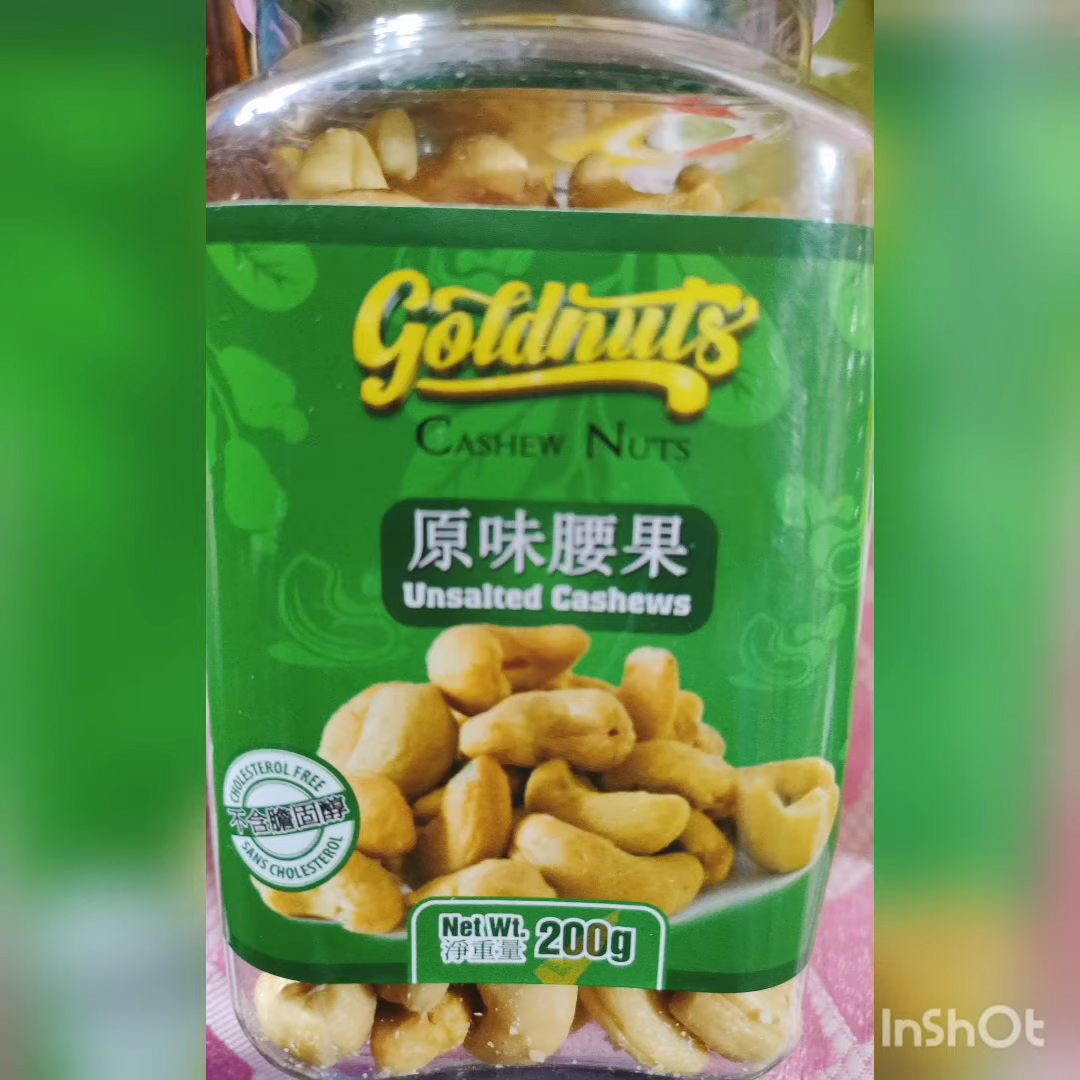 Goldnuts
CASHEW NUTS
原味腰果
Unsalted Cashews
CHOLESTEROL FREE
不含膽固醇
SANS CHOLESTEROL
Net Wt. 200g
淨重量
InShOt